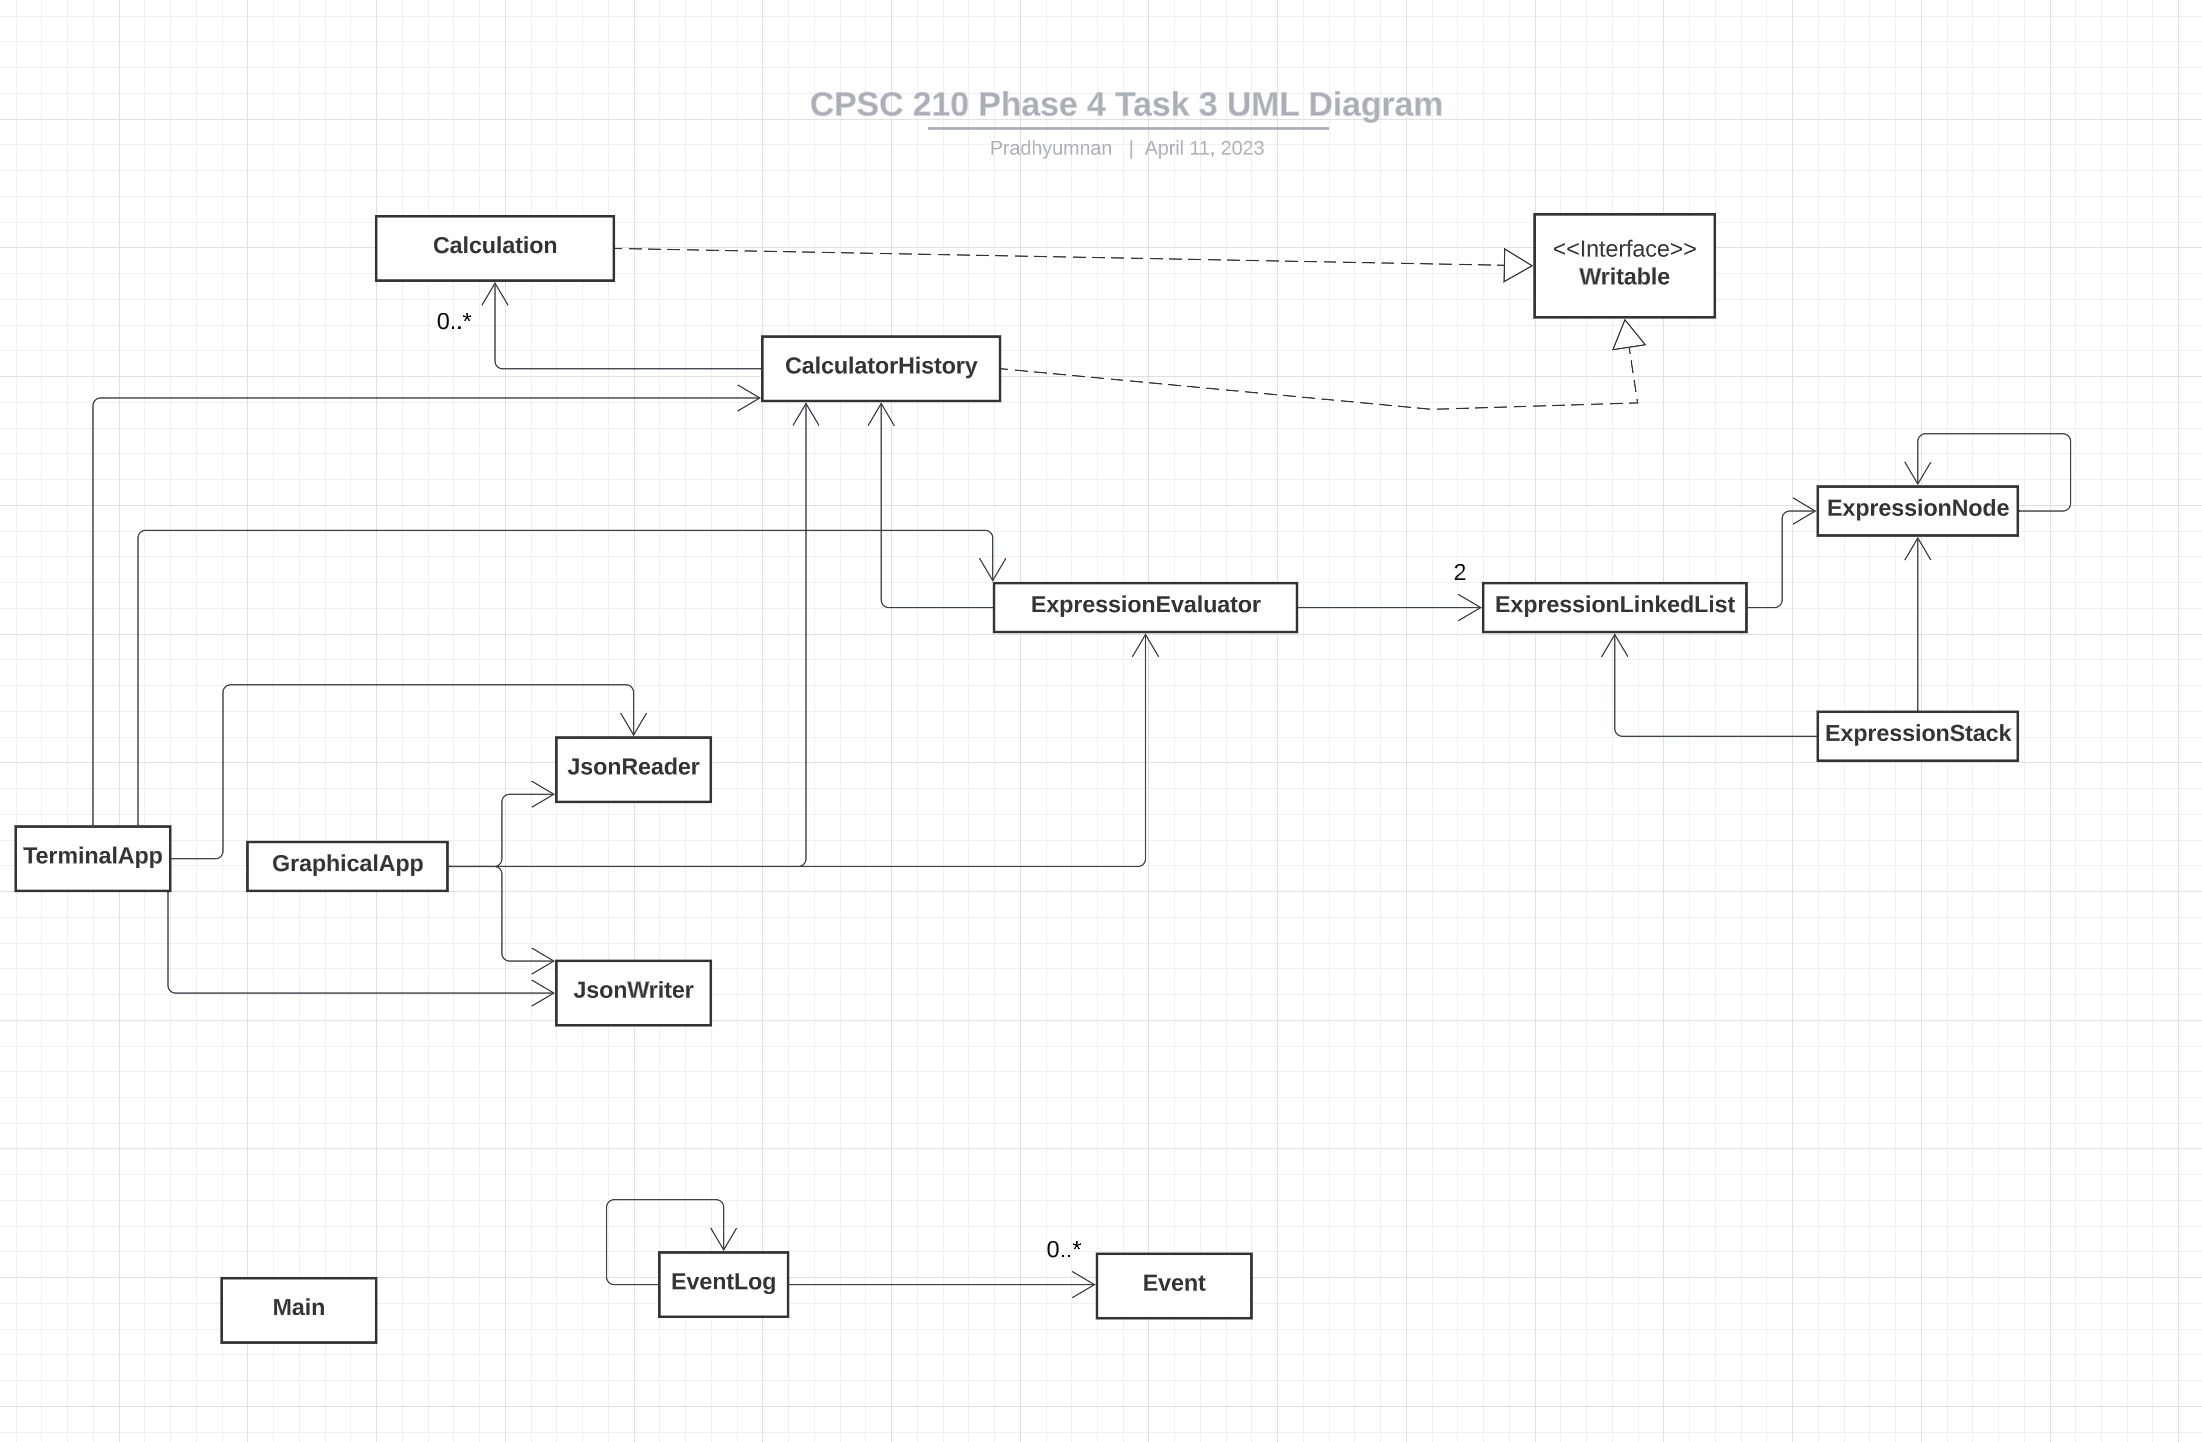 CPSC 210 Phase 4 Task 3 UML Diagram
Pradhyumnan | April 11, 2023
Calculation
<<Interface>>
Writable
0..*
CalculatorHistory
ExpressionNode
2
ExpressionEvaluator
ExpressionLinkedList
ExpressionStack
JsonReader
TerminalApp
GraphicalApp
JsonWriter
0..*
EventLog
Event
Main